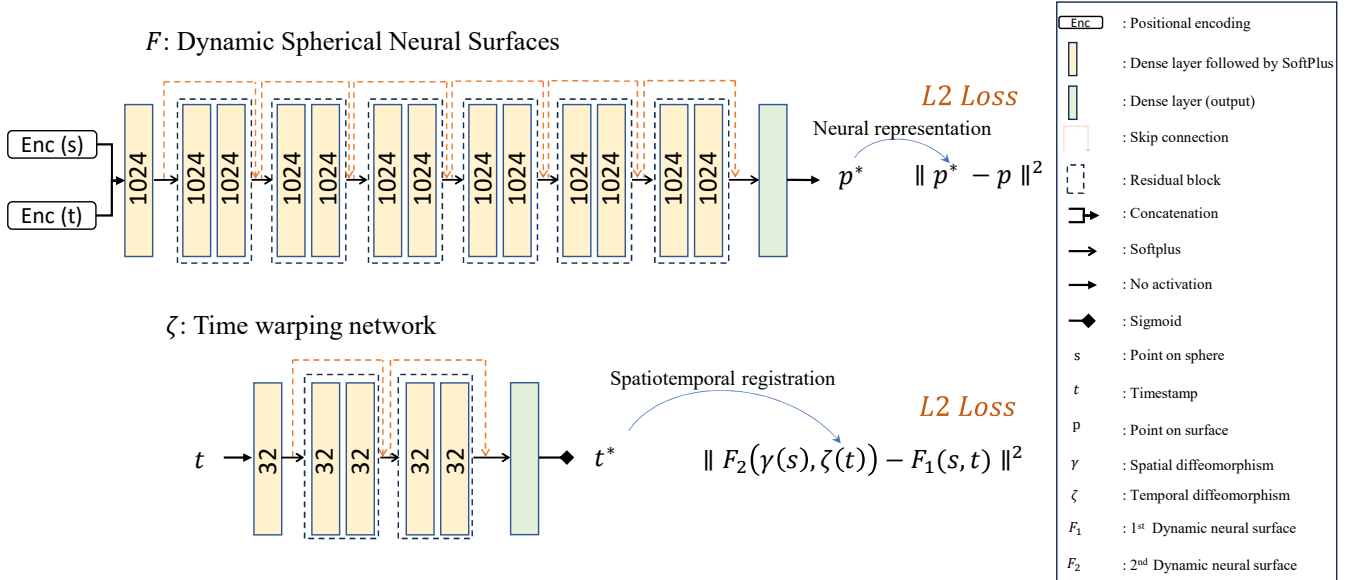 F: Dynamic Spherical Neural Surfaces
Enc (s)
Enc (t)
1024
1024
1024
1024
1024
1024
1024
1024
1024
1024
1024
1024
1024
L2 Loss
Neural representation
p*
‖ p* − p ‖²
ζ: Time warping network
t
32
32
32
32
32
t*
Spatiotemporal registration
L2 Loss
‖ F₂(γ(s), ζ(t)) − F₁(s, t) ‖²
Enc : Positional encoding
: Dense layer followed by SoftPlus
: Dense layer (output)
: Skip connection
: Residual block
: Concatenation
: Softplus
: No activation
: Sigmoid
s : Point on sphere
t : Timestamp
p : Point on surface
γ : Spatial diffeomorphism
ζ : Temporal diffeomorphism
F₁ : 1st Dynamic neural surface
F₂ : 2nd Dynamic neural surface